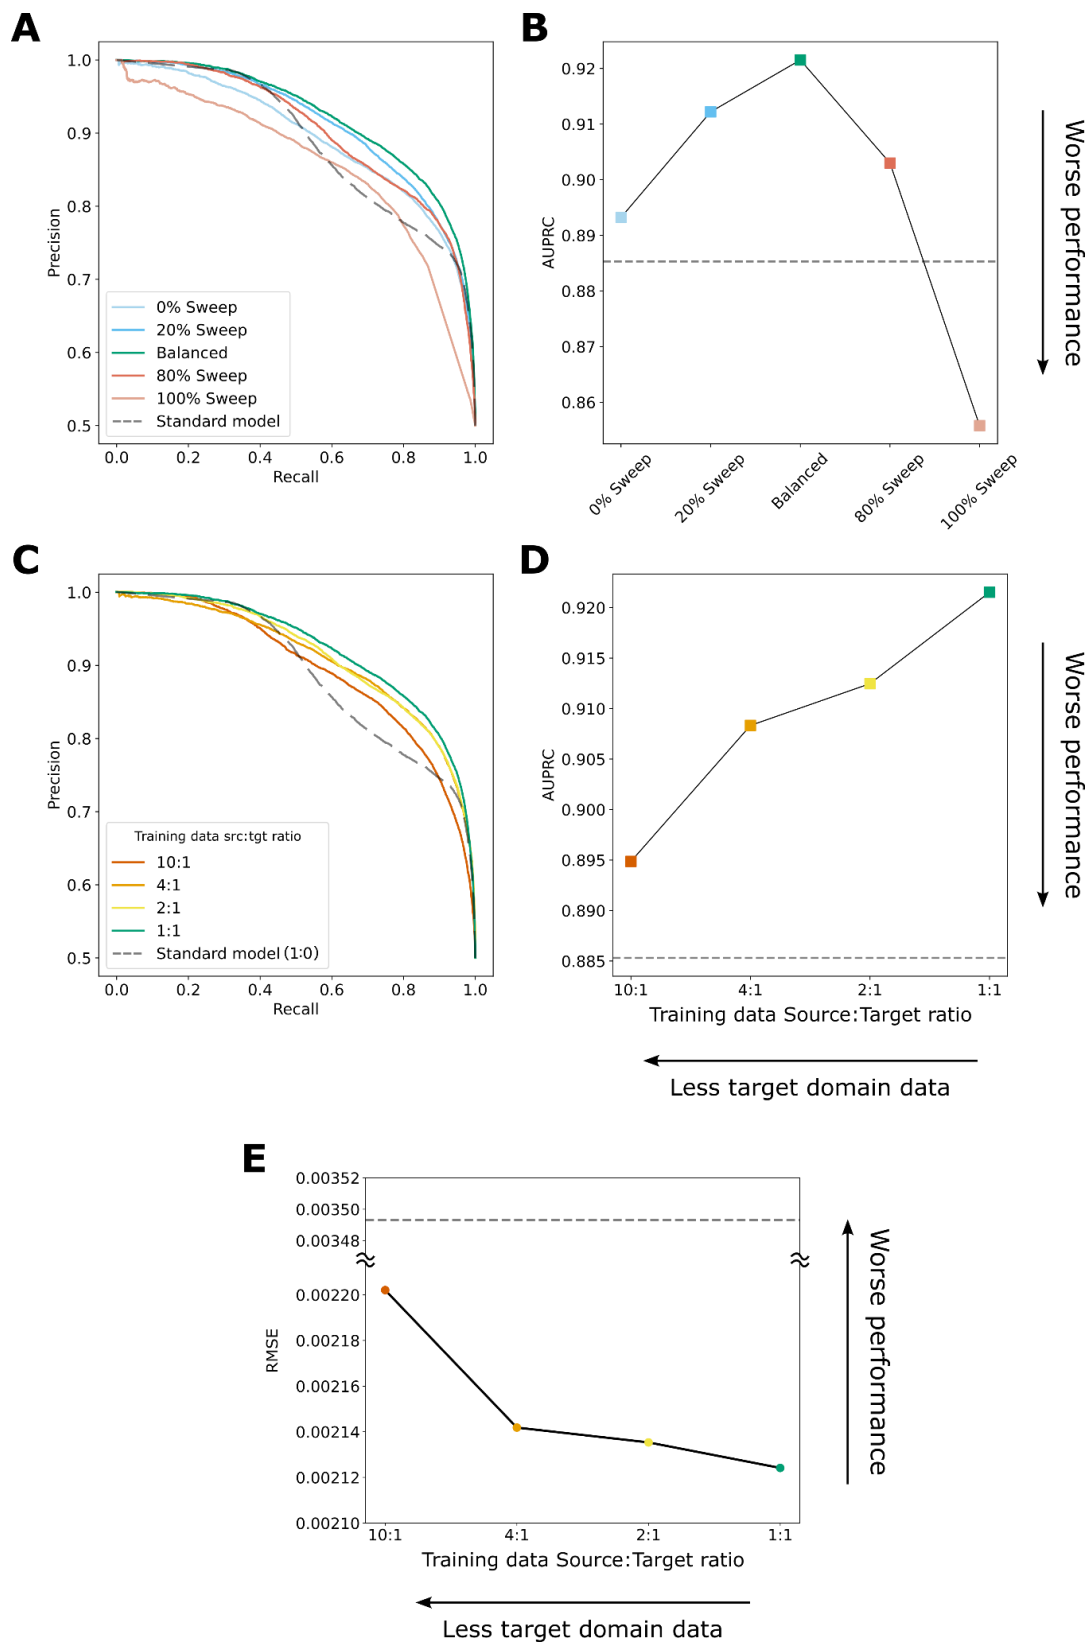 A
1.0
0.9
0.8
0.7
0.6
0.5
Precision
0% Sweep
20% Sweep
Balanced
80% Sweep
100% Sweep
Standard model
0.0 0.2 0.4 0.6 0.8 1.0
Recall
B
0.92
0.91
0.90
0.89
0.88
0.87
0.86
AUPRC
0% Sweep
20% Sweep
Balanced
80% Sweep
100% Sweep
Worse performance
C
1.0
0.9
0.8
0.7
0.6
0.5
Precision
Training data src:tgt ratio
10:1
4:1
2:1
1:1
Standard model (1:0)
0.0 0.2 0.4 0.6 0.8 1.0
Recall
D
0.920
0.915
0.910
0.905
0.900
0.895
0.890
0.885
AUPRC
10:1 4:1 2:1 1:1
Training data Source:Target ratio
Less target domain data
Worse performance
E
0.00352
0.00350
0.00348
0.00220
0.00218
0.00216
0.00214
0.00212
0.00210
RMSE
10:1 4:1 2:1 1:1
Training data Source:Target ratio
Less target domain data
Worse performance